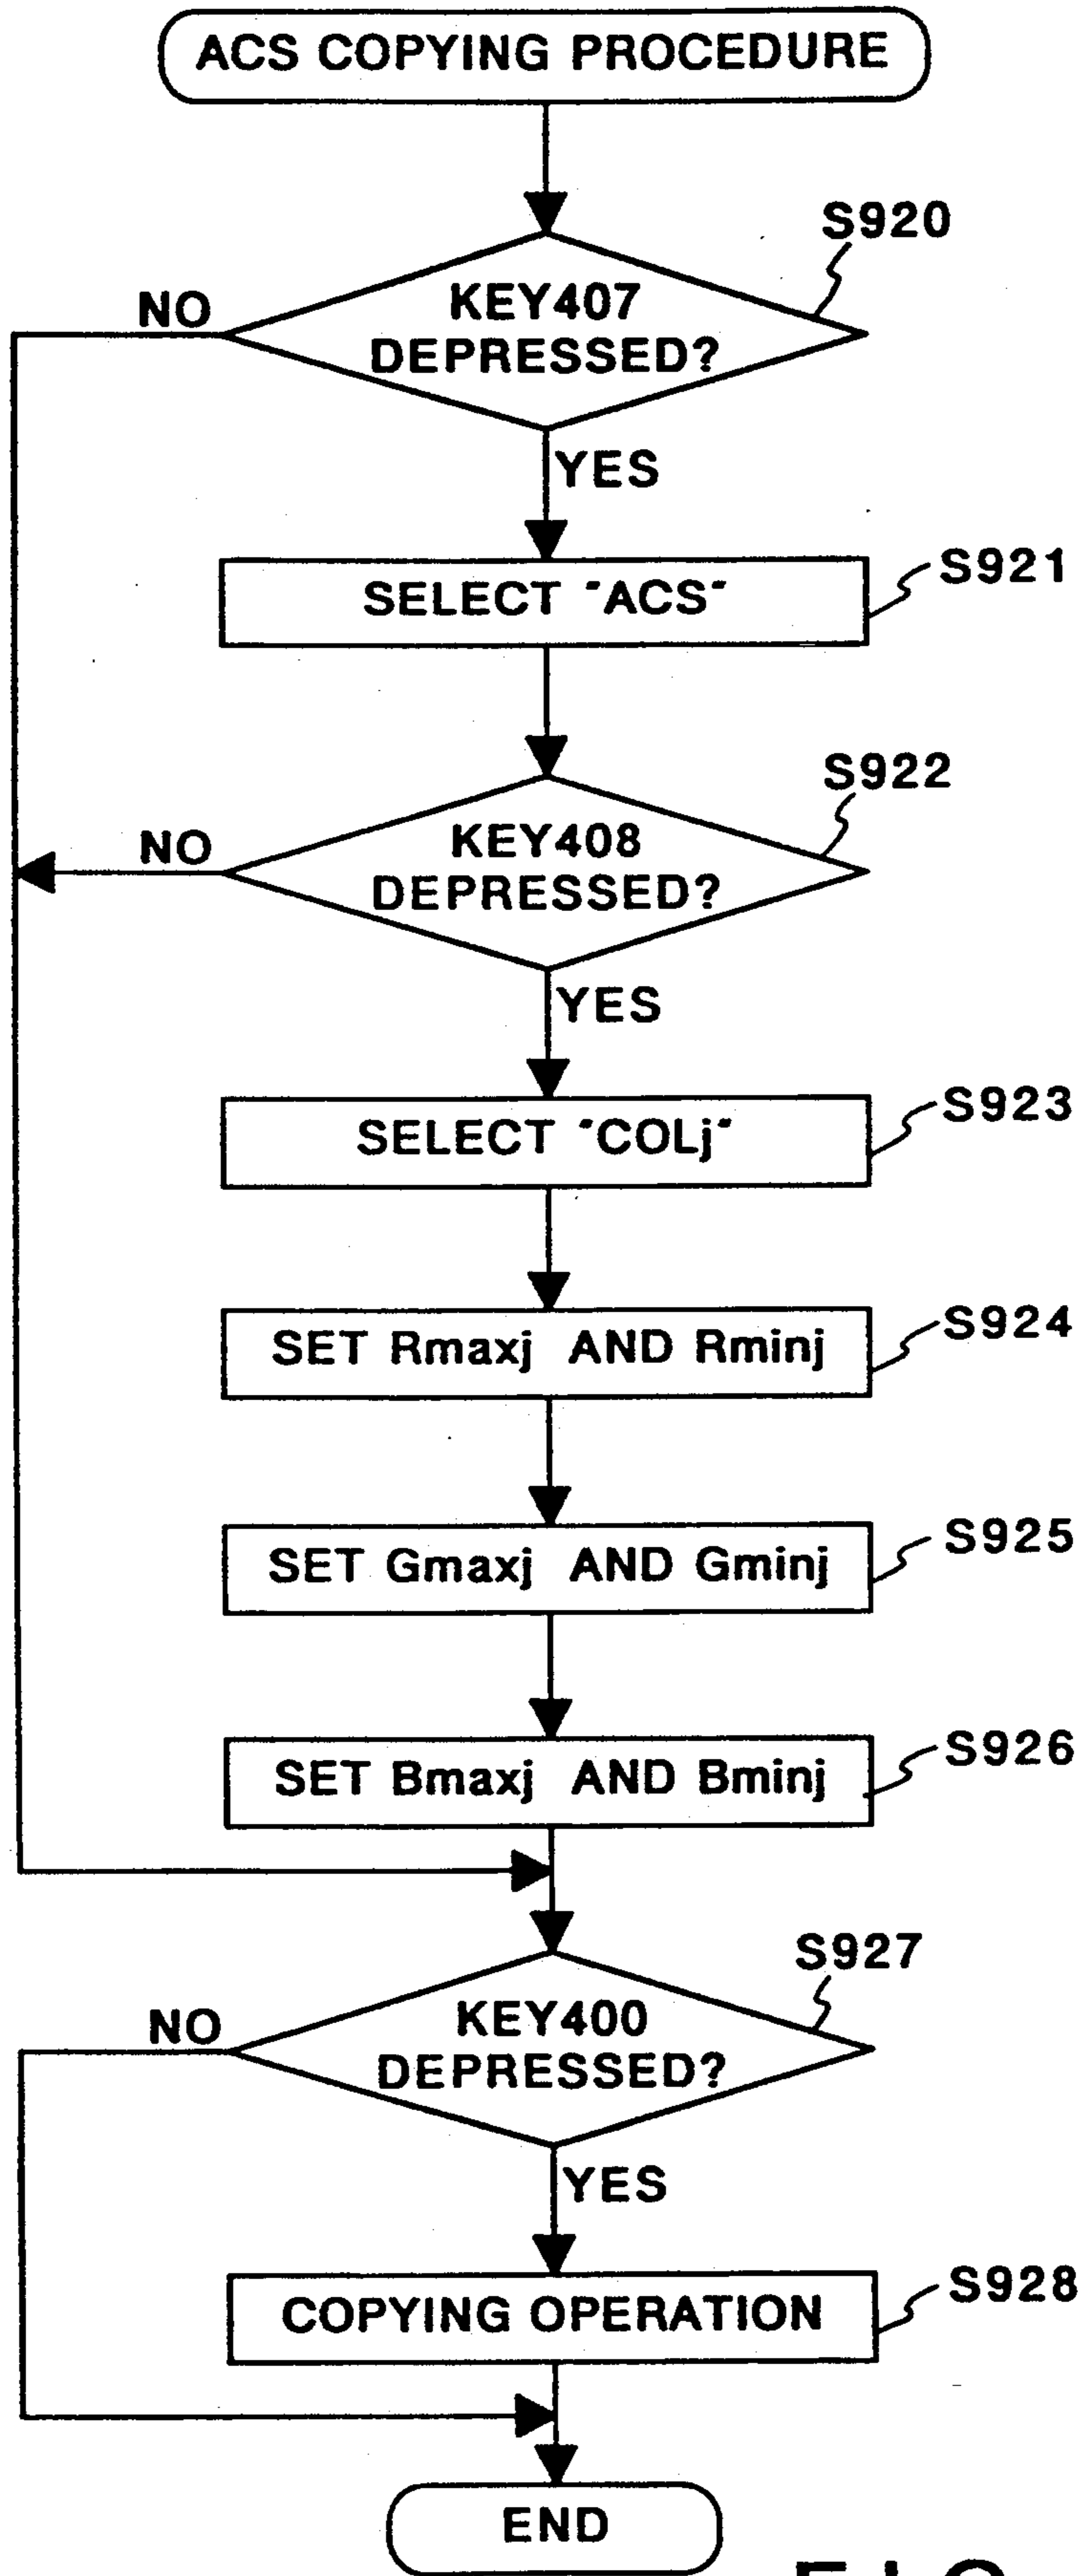 ACS COPYING PROCEDURE
S920
NO
KEY407
DEPRESSED?
YES
S921
SELECT "ACS"
S922
NO
KEY408
DEPRESSED?
YES
S923
SELECT "COLj"
S924
SET Rmaxj AND Rminj
S925
SET Gmaxj AND Gminj
S926
SET Bmaxj AND Bminj
S927
NO
KEY400
DEPRESSED?
YES
S928
COPYING OPERATION
END